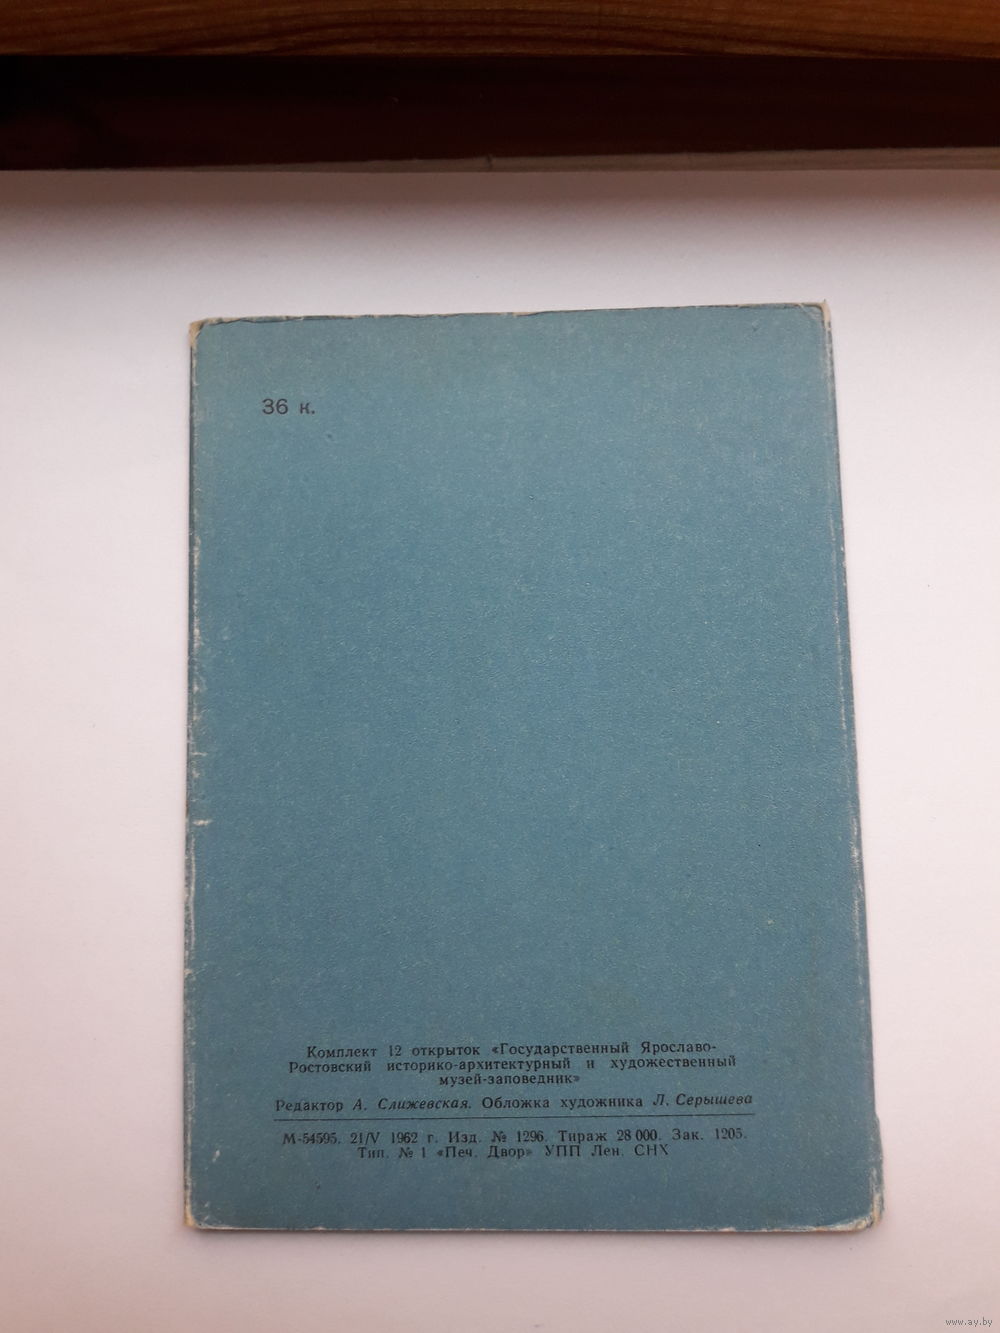 36 к.
Комплект 12 открыток «Государственный Ярославо-
Ростовский историко-архитектурный и художественный
музей-заповедник»
Редактор А. Слижевская. Обложка художника Л. Серышева
М-54595. 21/V 1962 г. Изд. № 1296. Тираж 28 000. Зак. 1205.
Тип. № 1 «Печ. Двор» УПП Лен. СНХ
www.ay.by